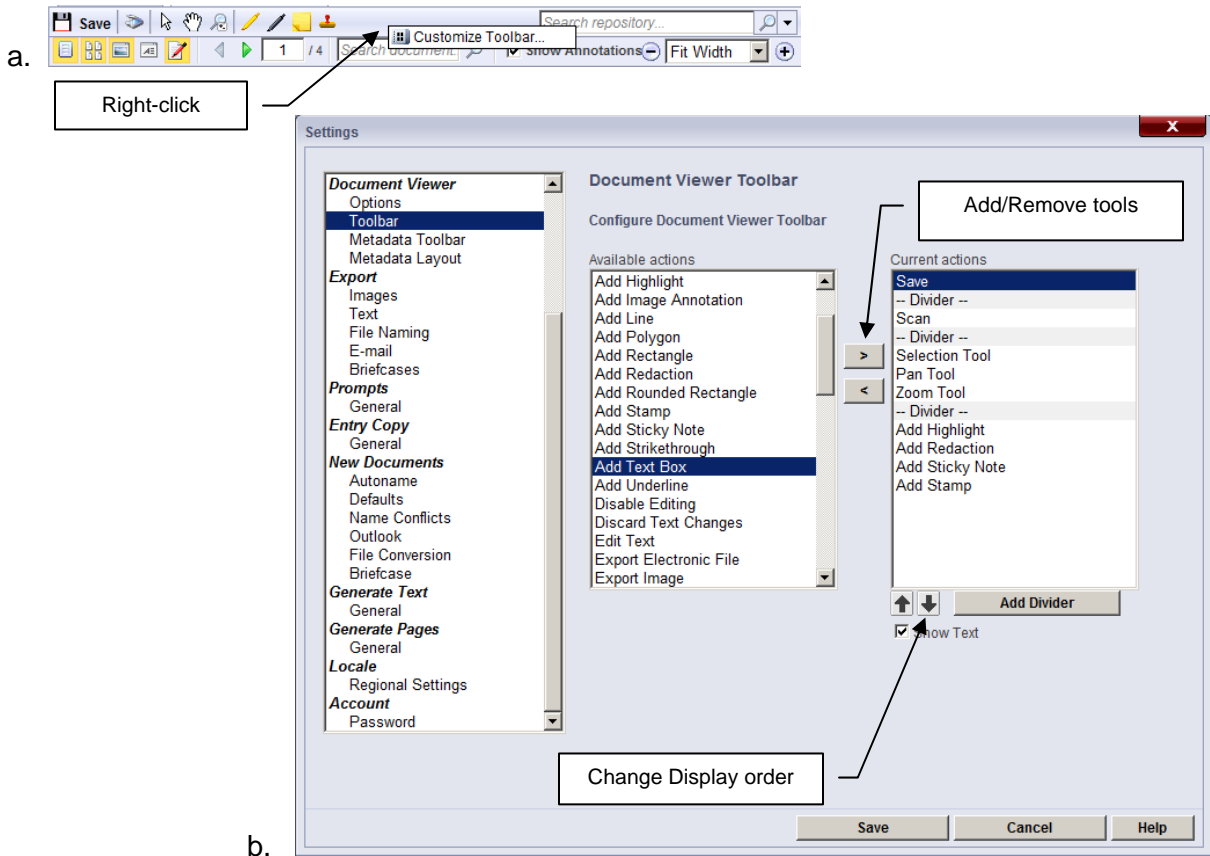 Save Search repository...
Customize Toolbar...
a. 1 / 4 Search document. Show Annotations Fit Width
Right-click
Settings X
Document Viewer
Options
Toolbar
Metadata Toolbar
Metadata Layout
Export
Images
Text
File Naming
E-mail
Briefcases
Prompts
General
Entry Copy
General
New Documents
Autoname
Defaults
Name Conflicts
Outlook
File Conversion
Briefcase
Generate Text
General
Generate Pages
General
Locale
Regional Settings
Account
Password
Document Viewer Toolbar
Configure Document Viewer Toolbar
Add/Remove tools
Available actions
Add Highlight
Add Image Annotation
Add Line
Add Polygon
Add Rectangle
Add Redaction
Add Rounded Rectangle
Add Stamp
Add Sticky Note
Add Strikethrough
Add Text Box
Add Underline
Disable Editing
Discard Text Changes
Edit Text
Export Electronic File
Export Image
>
<
Current actions
Save
-- Divider --
Scan
-- Divider --
Selection Tool
Pan Tool
Zoom Tool
-- Divider --
Add Highlight
Add Redaction
Add Sticky Note
Add Stamp
Add Divider
Show Text
Change Display order
Save Cancel Help
b.